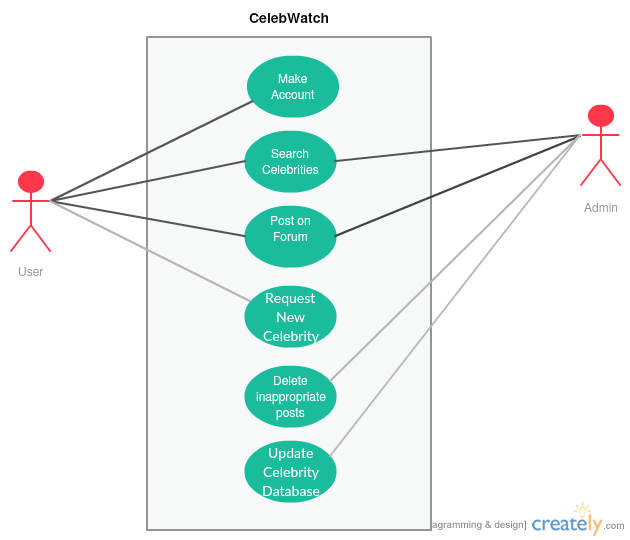 CelebWatch
Make
Account
Search
Celebrities
Post on
Forum
Request
New
Celebrity
Delete
inappropriate
posts
Update
Celebrity
Database
User
Admin
agramming & design]
creately.com